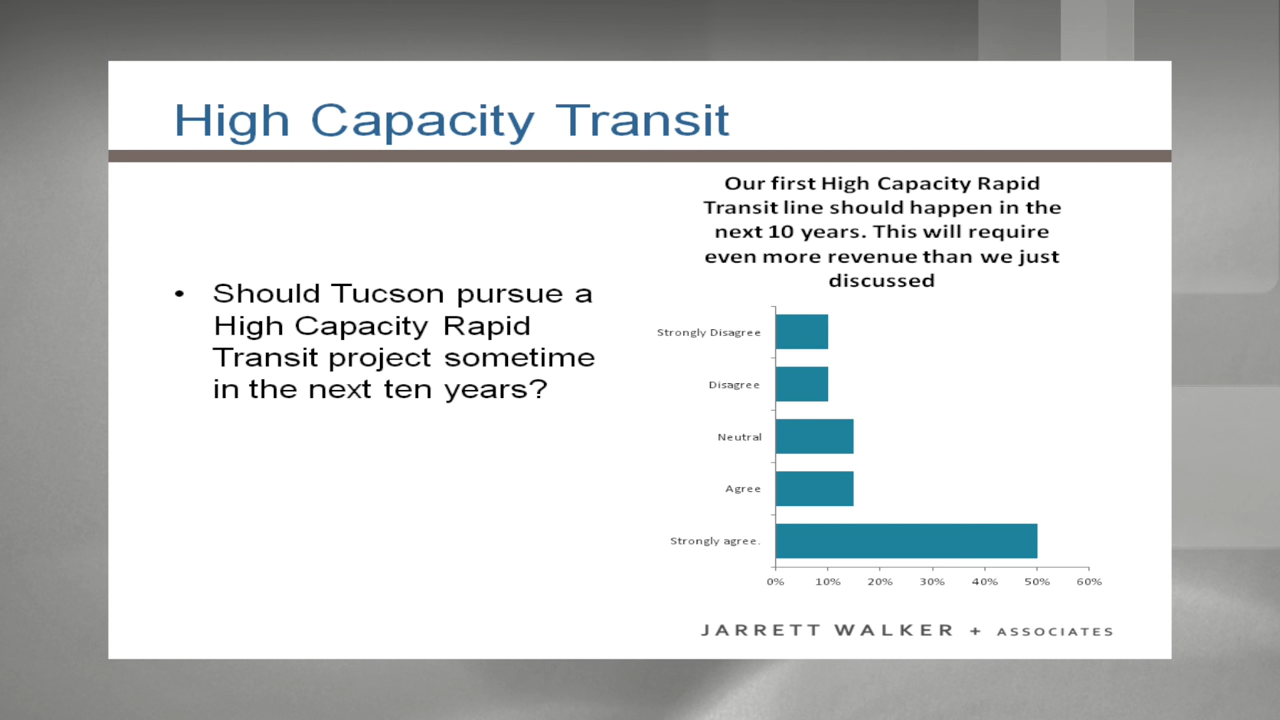 High Capacity Transit
Our first High Capacity Rapid
Transit line should happen in the
next 10 years. This will require
even more revenue than we just
discussed
• Should Tucson pursue a
High Capacity Rapid
Transit project sometime
in the next ten years?
Strongly Disagree
Disagree
Neutral
Agree
Strongly agree.
0% 10% 20% 30% 40% 50% 60%
JARRETT WALKER + ASSOCIATES